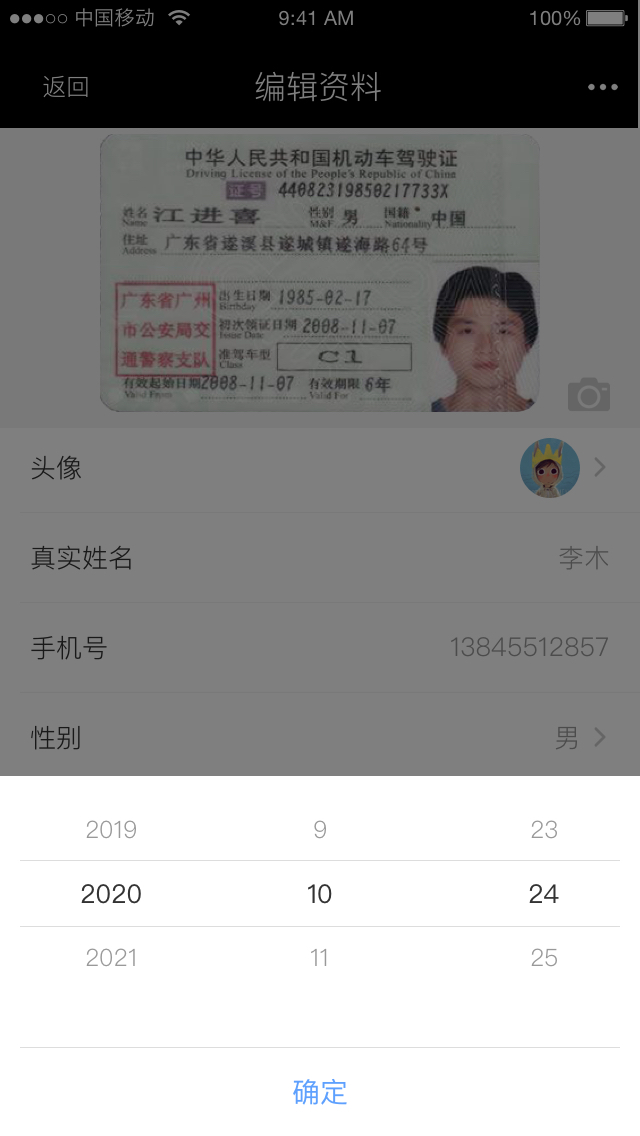 中国移动 9:41 AM 100%
返回 编辑资料
中华人民共和国机动车驾驶证
Driving License of the People's Republic of China
证号 44082319850217733X
姓名 江进喜 性别 男 国籍 中国
Name M&F Nationality
住址 广东省遂溪县遂城镇遂海路64号
Address
广东省广州
市公安局交
通警察支队
出生日期 1985-02-17
Birthday
初次领证日期 2008-11-07
Issue Date
准驾车型 C1
Class
有效起始日期 2008-11-07 有效期限 6年
Valid From Valid For
头像
真实姓名 李木
手机号 13845512857
性别 男
2019 9 23
2020 10 24
2021 11 25
确定